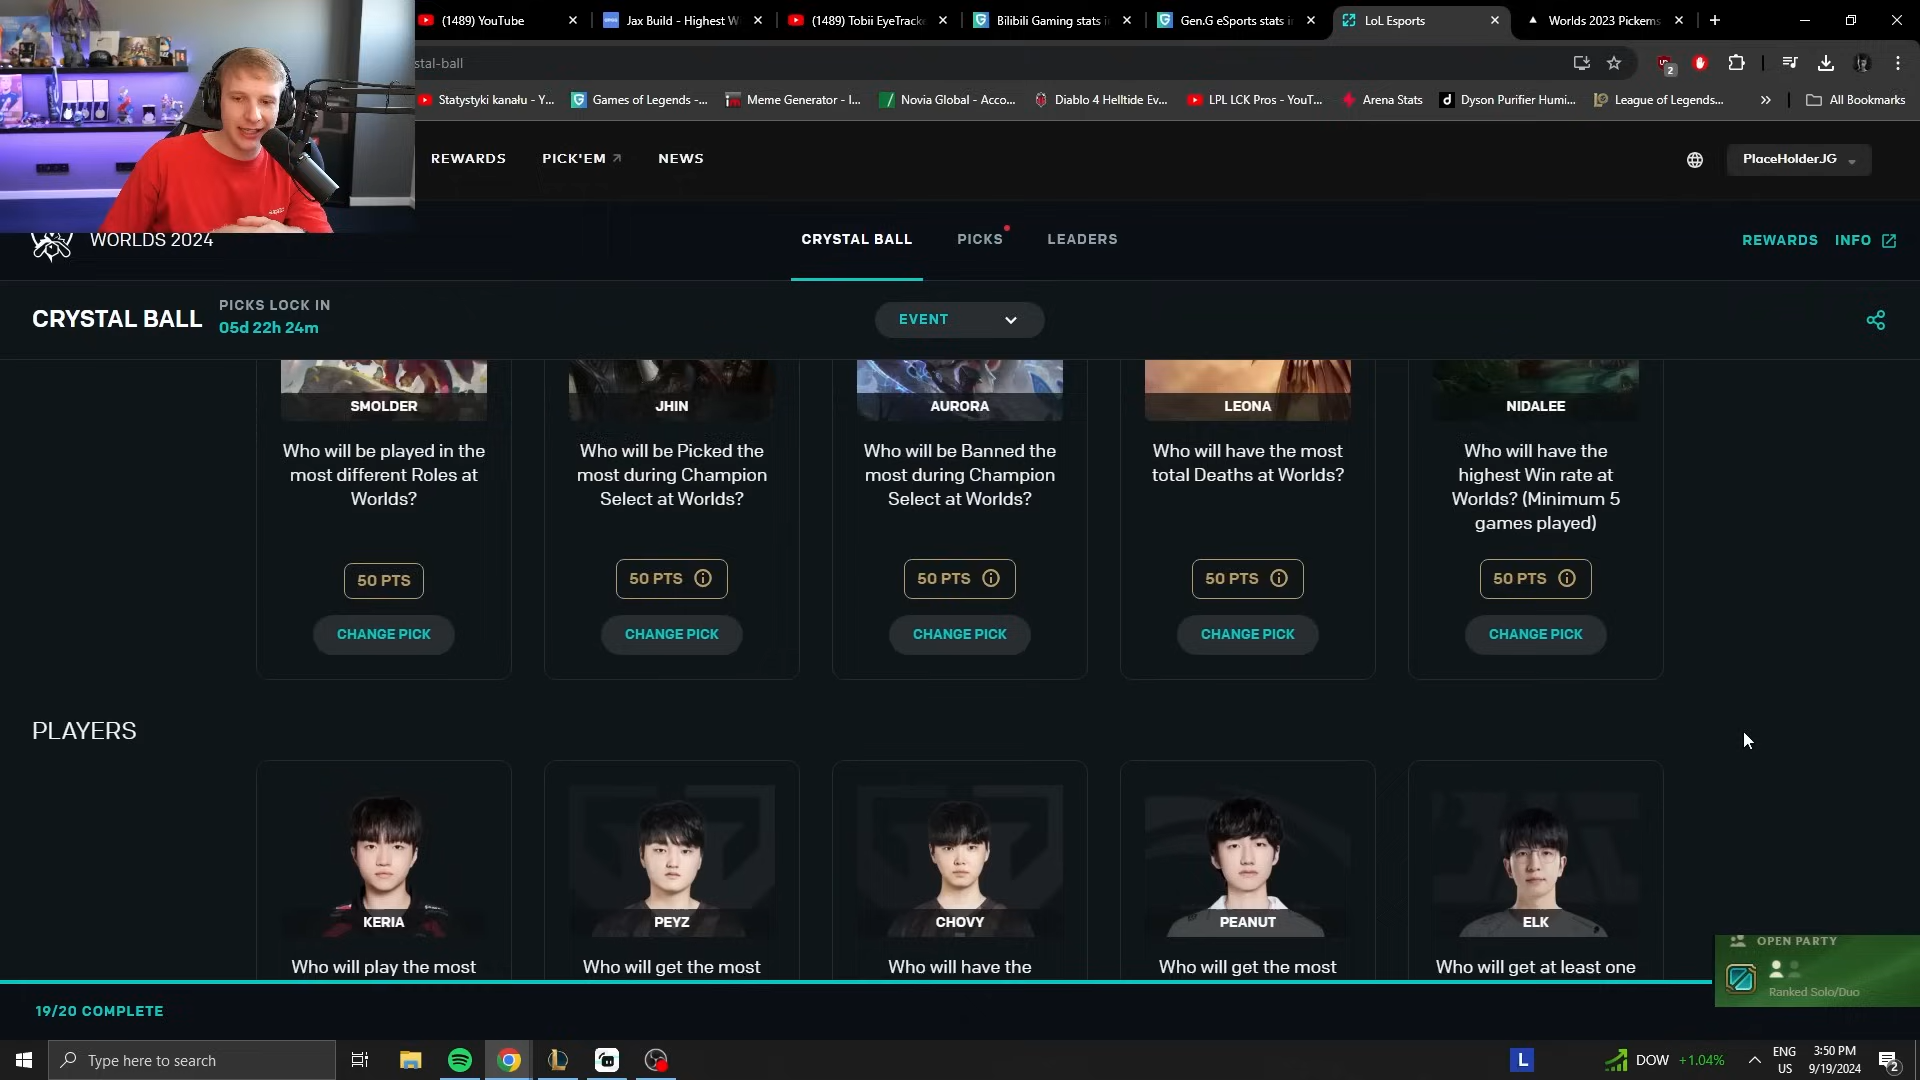 (1489) YouTube
Jax Build - Highest W
(1489) Tobii EyeTracke
Bilibili Gaming stats i
Gen.G eSports stats in
LoL Esports
Worlds 2023 Pickems
stal-ball
2
Statystyki kanału - Y...
Games of Legends -...
Meme Generator - I...
Novia Global - Acco...
Diablo 4 Helltide Ev...
LPL LCK Pros - YouT...
Arena Stats
Dyson Purifier Humi...
League of Legends...
All Bookmarks
REWARDS
PICK'EM
NEWS
PlaceHolderJG
WORLDS 2024
CRYSTAL BALL
PICKS
LEADERS
REWARDS
INFO
CRYSTAL BALL
PICKS LOCK IN
05d 22h 24m
EVENT
SMOLDER
Who will be played in the
most different Roles at
Worlds?
50 PTS
CHANGE PICK
JHIN
Who will be Picked the
most during Champion
Select at Worlds?
50 PTS
CHANGE PICK
AURORA
Who will be Banned the
most during Champion
Select at Worlds?
50 PTS
CHANGE PICK
LEONA
Who will have the most
total Deaths at Worlds?
50 PTS
CHANGE PICK
NIDALEE
Who will have the
highest Win rate at
Worlds? (Minimum 5
games played)
50 PTS
CHANGE PICK
PLAYERS
KERIA
Who will play the most
PEYZ
Who will get the most
CHOVY
Who will have the
PEANUT
Who will get the most
ELK
Who will get at least one
OPEN PARTY
Ranked Solo/Duo
19/20 COMPLETE
Type here to search
L
DOW +1.04%
ENG
US
3:50 PM
9/19/2024
2